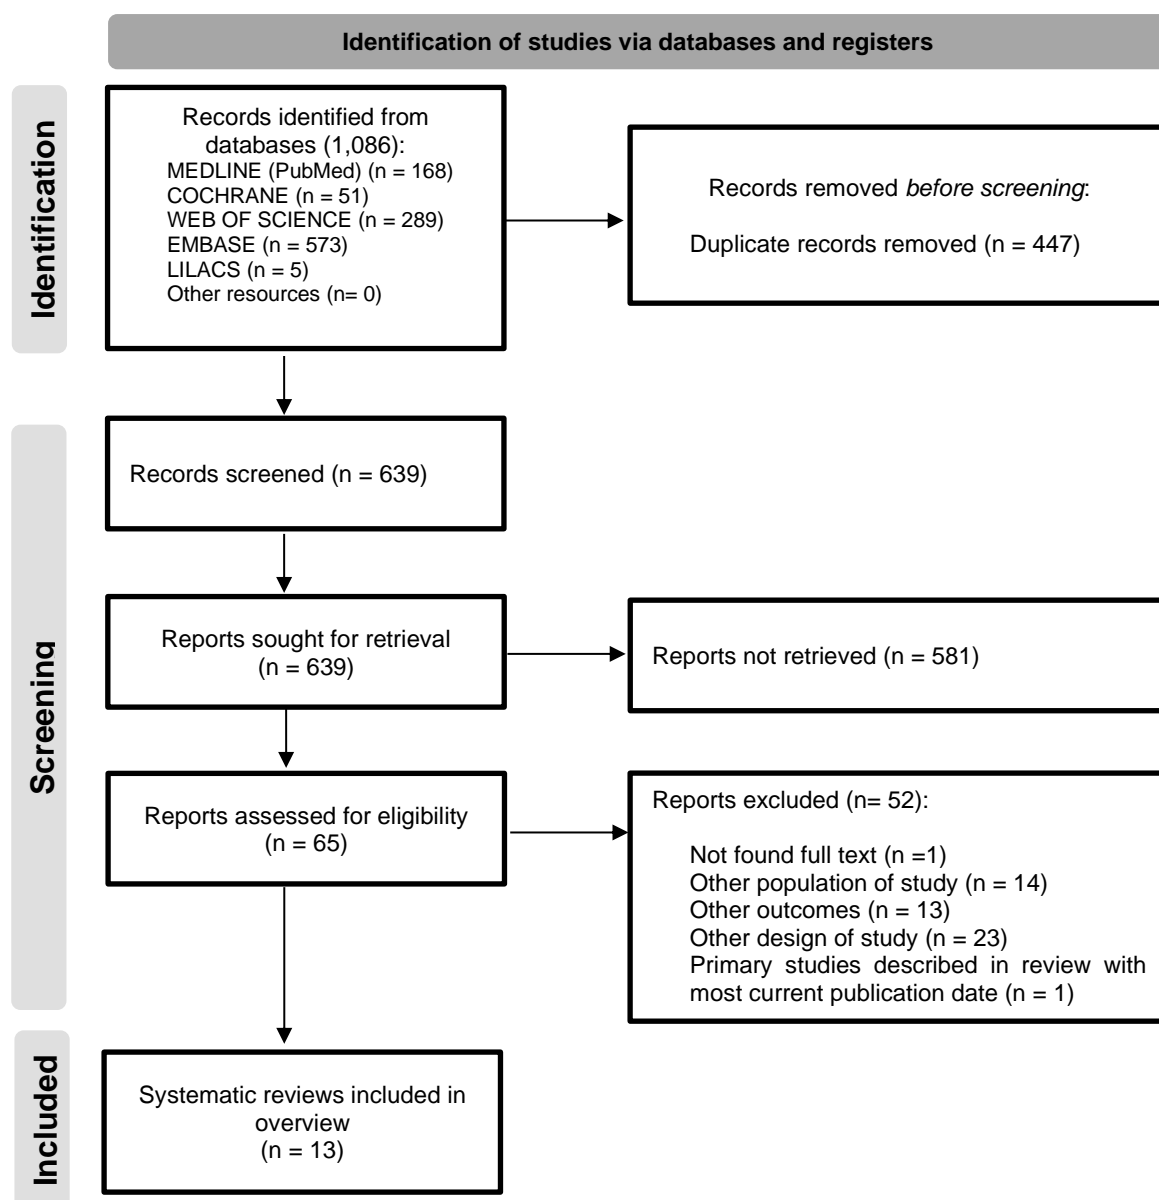 Identification of studies via databases and registers
Identification
Records identified from
databases (1,086):
MEDLINE (PubMed) (n = 168)
COCHRANE (n = 51)
WEB OF SCIENCE (n = 289)
EMBASE (n = 573)
LILACS (n = 5)
Other resources (n= 0)
Records removed before screening:
Duplicate records removed (n = 447)
Screening
Records screened (n = 639)
Reports sought for retrieval
(n = 639)
Reports not retrieved (n = 581)
Reports assessed for eligibility
(n = 65)
Reports excluded (n= 52):
Not found full text (n =1)
Other population of study (n = 14)
Other outcomes (n = 13)
Other design of study (n = 23)
Primary studies described in review with
most current publication date (n = 1)
Included
Systematic reviews included in
overview
(n = 13)